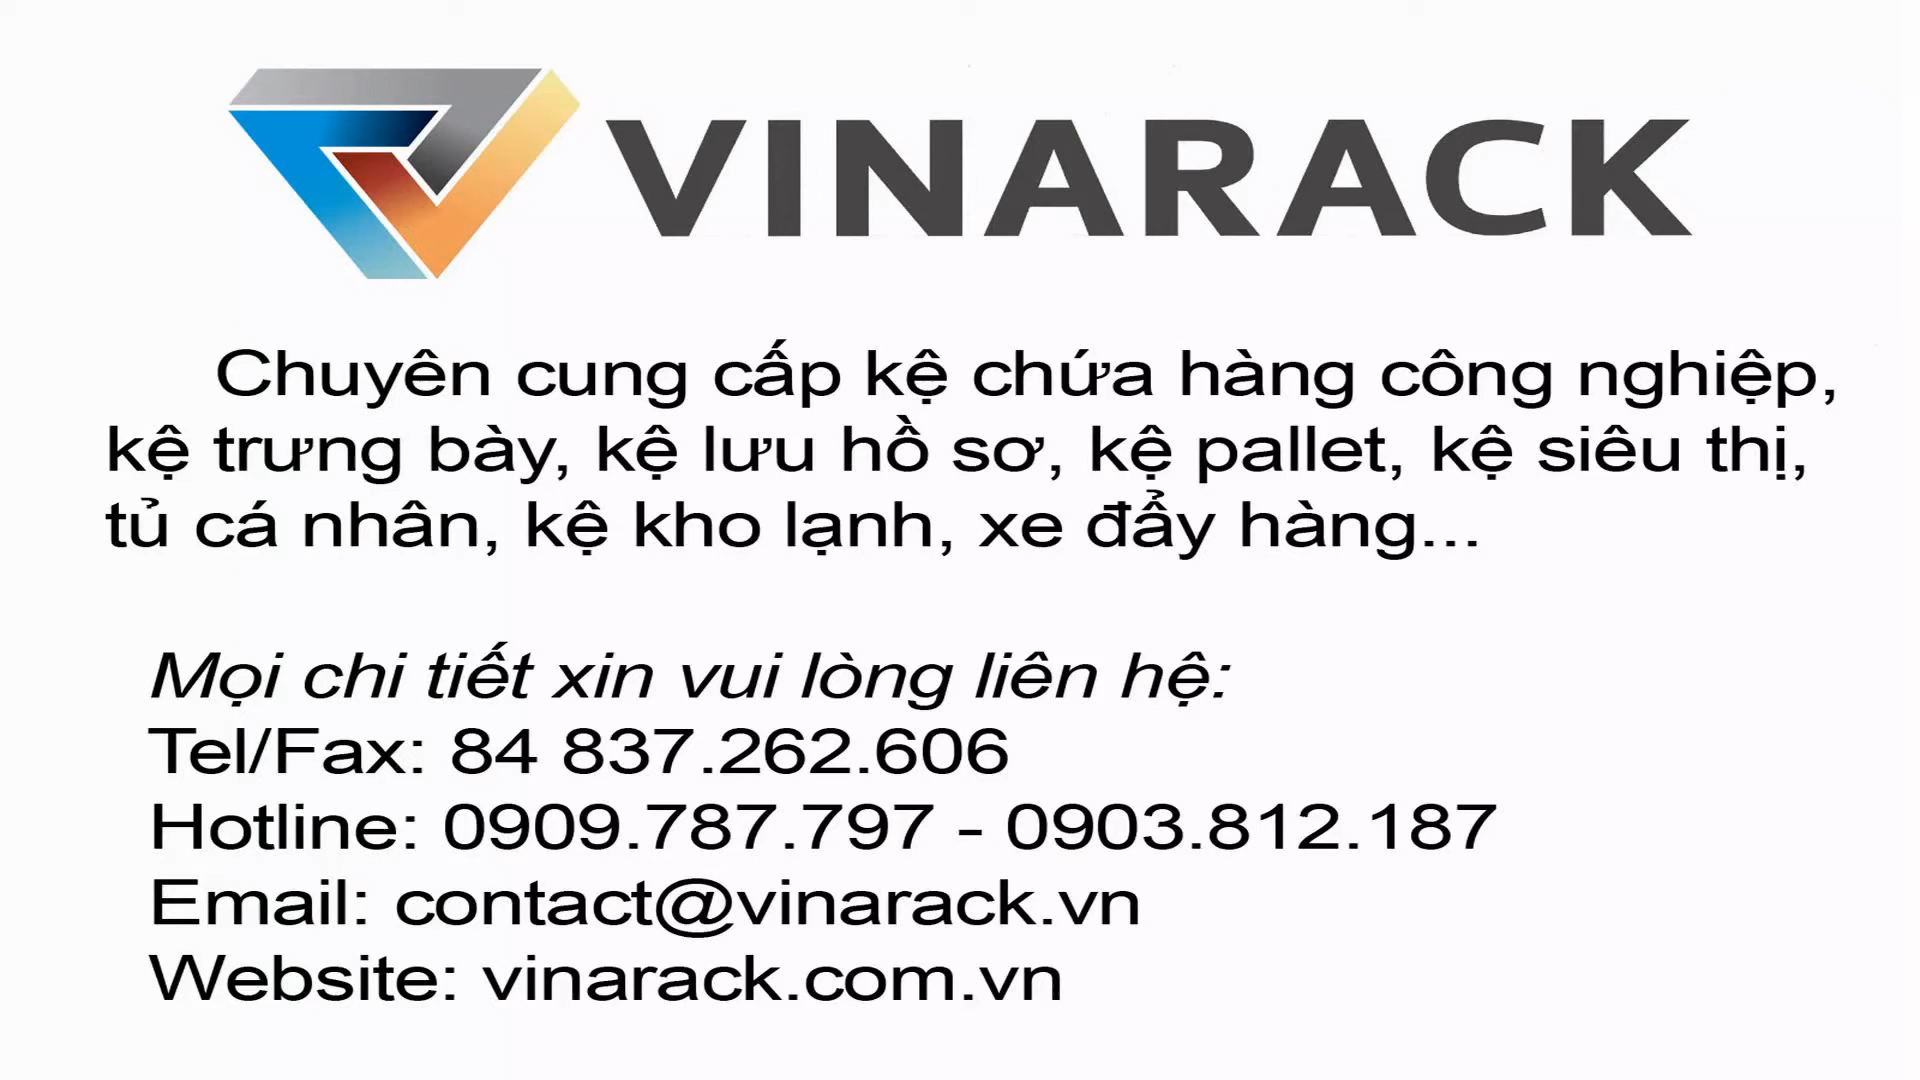 VINARACK
Chuyên cung cấp kệ chứa hàng công nghiệp,
kệ trưng bày, kệ lưu hồ sơ, kệ pallet, kệ siêu thị,
tủ cá nhân, kệ kho lạnh, xe đẩy hàng...
Mọi chi tiết xin vui lòng liên hệ:
Tel/Fax: 84 837.262.606
Hotline: 0909.787.797 - 0903.812.187
Email: contact@vinarack.vn
Website: vinarack.com.vn